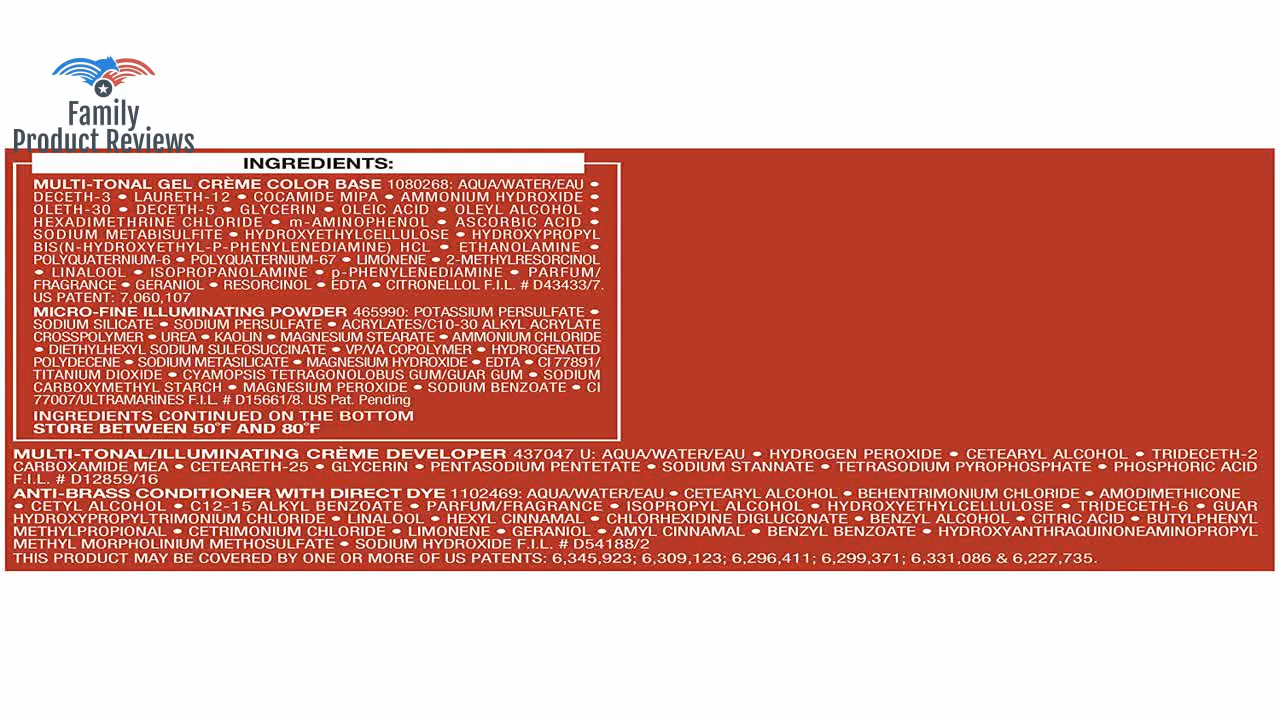 Family
Product Reviews
INGREDIENTS:
MULTI-TONAL GEL CRÈME COLOR BASE 1080268: AQUA/WATER/EAU •
DECETH-3 • LAURETH-12 • COCAMIDE MIPA • AMMONIUM HYDROXIDE •
OLETH-30 • DECETH-5 • GLYCERIN • OLEIC ACID • OLEYL ALCOHOL •
HEXADIMETHRINE CHLORIDE • m-AMINOPHENOL • ASCORBIC ACID •
SODIUM METABISULFITE • HYDROXYETHYLCELLULOSE • HYDROXYPROPYL
BIS(N-HYDROXYETHYL-P-PHENYLENEDIAMINE) HCL • ETHANOLAMINE •
POLYQUATERNIUM-6 • POLYQUATERNIUM-67 • LIMONENE • 2-METHYLRESORCINOL
• LINALOOL • ISOPROPANOLAMINE • p-PHENYLENEDIAMINE • PARFUM/
FRAGRANCE • GERANIOL • RESORCINOL • EDTA • CITRONELLOL F.I.L. # D43433/7.
US PATENT: 7,060,107
MICRO-FINE ILLUMINATING POWDER 465990: POTASSIUM PERSULFATE •
SODIUM SILICATE • SODIUM PERSULFATE • ACRYLATES/C10-30 ALKYL ACRYLATE
CROSSPOLYMER • UREA • KAOLIN • MAGNESIUM STEARATE • AMMONIUM CHLORIDE
• DIETHYLHEXYL SODIUM SULFOSUCCINATE • VP/VA COPOLYMER • HYDROGENATED
POLYDECENE • SODIUM METASILICATE • MAGNESIUM HYDROXIDE • EDTA • CI 77891/
TITANIUM DIOXIDE • CYAMOPSIS TETRAGONOLOBUS GUM/GUAR GUM • SODIUM
CARBOXYMETHYL STARCH • MAGNESIUM PEROXIDE • SODIUM BENZOATE • CI
77007/ULTRAMARINES F.I.L. # D15661/8. US Pat. Pending
INGREDIENTS CONTINUED ON THE BOTTOM
STORE BETWEEN 50°F AND 80°F
MULTI-TONAL/ILLUMINATING CRÈME DEVELOPER 437047 U: AQUA/WATER/EAU • HYDROGEN PEROXIDE • CETEARYL ALCOHOL • TRIDECETH-2
CARBOXAMIDE MEA • CETEARETH-25 • GLYCERIN • PENTASODIUM PENTETATE • SODIUM STANNATE • TETRASODIUM PYROPHOSPHATE • PHOSPHORIC ACID
F.I.L. # D12859/16
ANTI-BRASS CONDITIONER WITH DIRECT DYE 1102469: AQUA/WATER/EAU • CETEARYL ALCOHOL • BEHENTRIMONIUM CHLORIDE • AMODIMETHICONE
• CETYL ALCOHOL • C12-15 ALKYL BENZOATE • PARFUM/FRAGRANCE • ISOPROPYL ALCOHOL • HYDROXYETHYLCELLULOSE • TRIDECETH-6 • GUAR
HYDROXYPROPYLTRIMONIUM CHLORIDE • LINALOOL • HEXYL CINNAMAL • CHLORHEXIDINE DIGLUCONATE • BENZYL ALCOHOL • CITRIC ACID • BUTYLPHENYL
METHYLPROPIONAL • CETRIMONIUM CHLORIDE • LIMONENE • GERANIOL • AMYL CINNAMAL • BENZYL BENZOATE • HYDROXYANTHRAQUINONEAMINOPROPYL
METHYL MORPHOLINIUM METHOSULFATE • SODIUM HYDROXIDE F.I.L. # D54188/2
THIS PRODUCT MAY BE COVERED BY ONE OR MORE OF US PATENTS: 6,345,923; 6,309,123; 6,296,411; 6,299,371; 6,331,086 & 6,227,735.